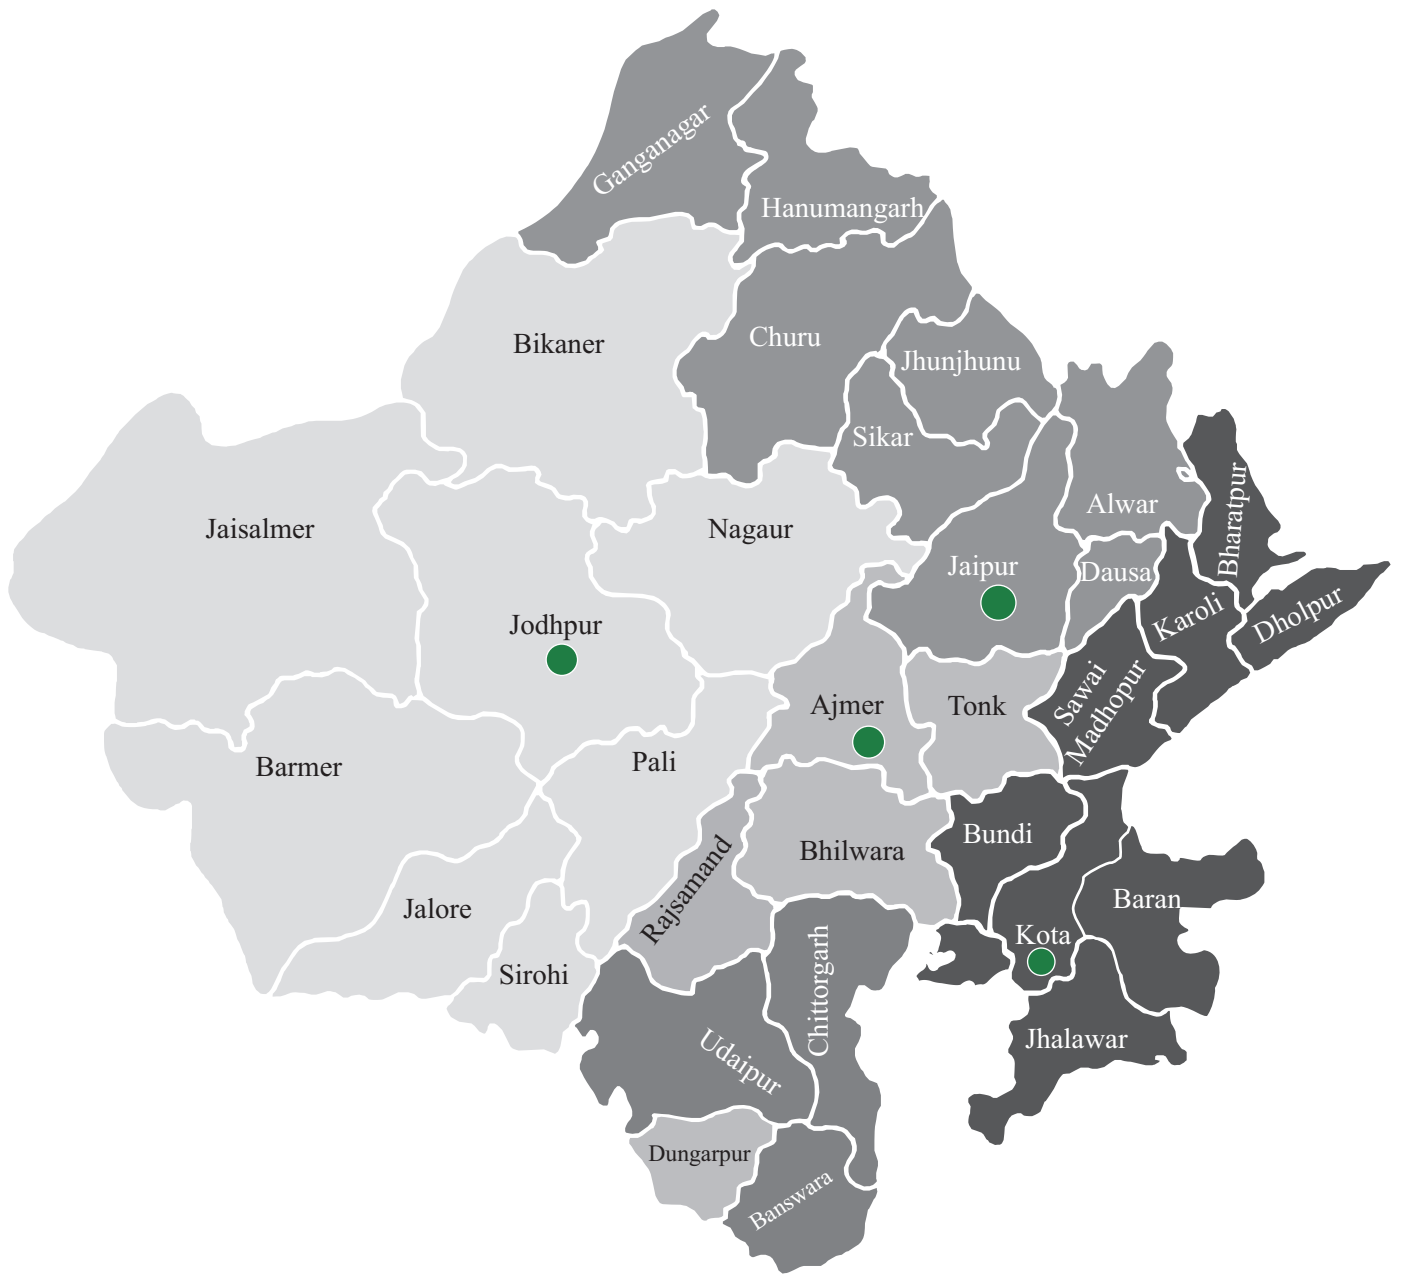 Ganganagar
Hanumangarh
Bikaner
Churu
Jhunjhunu
Sikar
Jaisalmer
Nagaur
Alwar
Bharatpur
Jaipur
Dausa
Karoli
Dholpur
Jodhpur
Ajmer
Tonk
Sawai
Madhopur
Barmer
Pali
Bundi
Bhilwara
Rajsamand
Baran
Jalore
Kota
Sirohi
Chittorgarh
Jhalawar
Udaipur
Dungarpur
Banswara